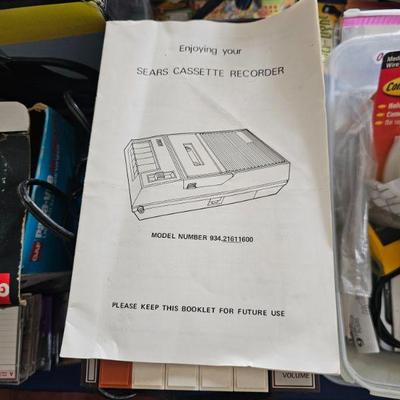 Enjoying your
SEARS CASSETTE RECORDER
MODEL NUMBER 934.21611600
PLEASE KEEP THIS BOOKLET FOR FUTURE USE
VOLUME